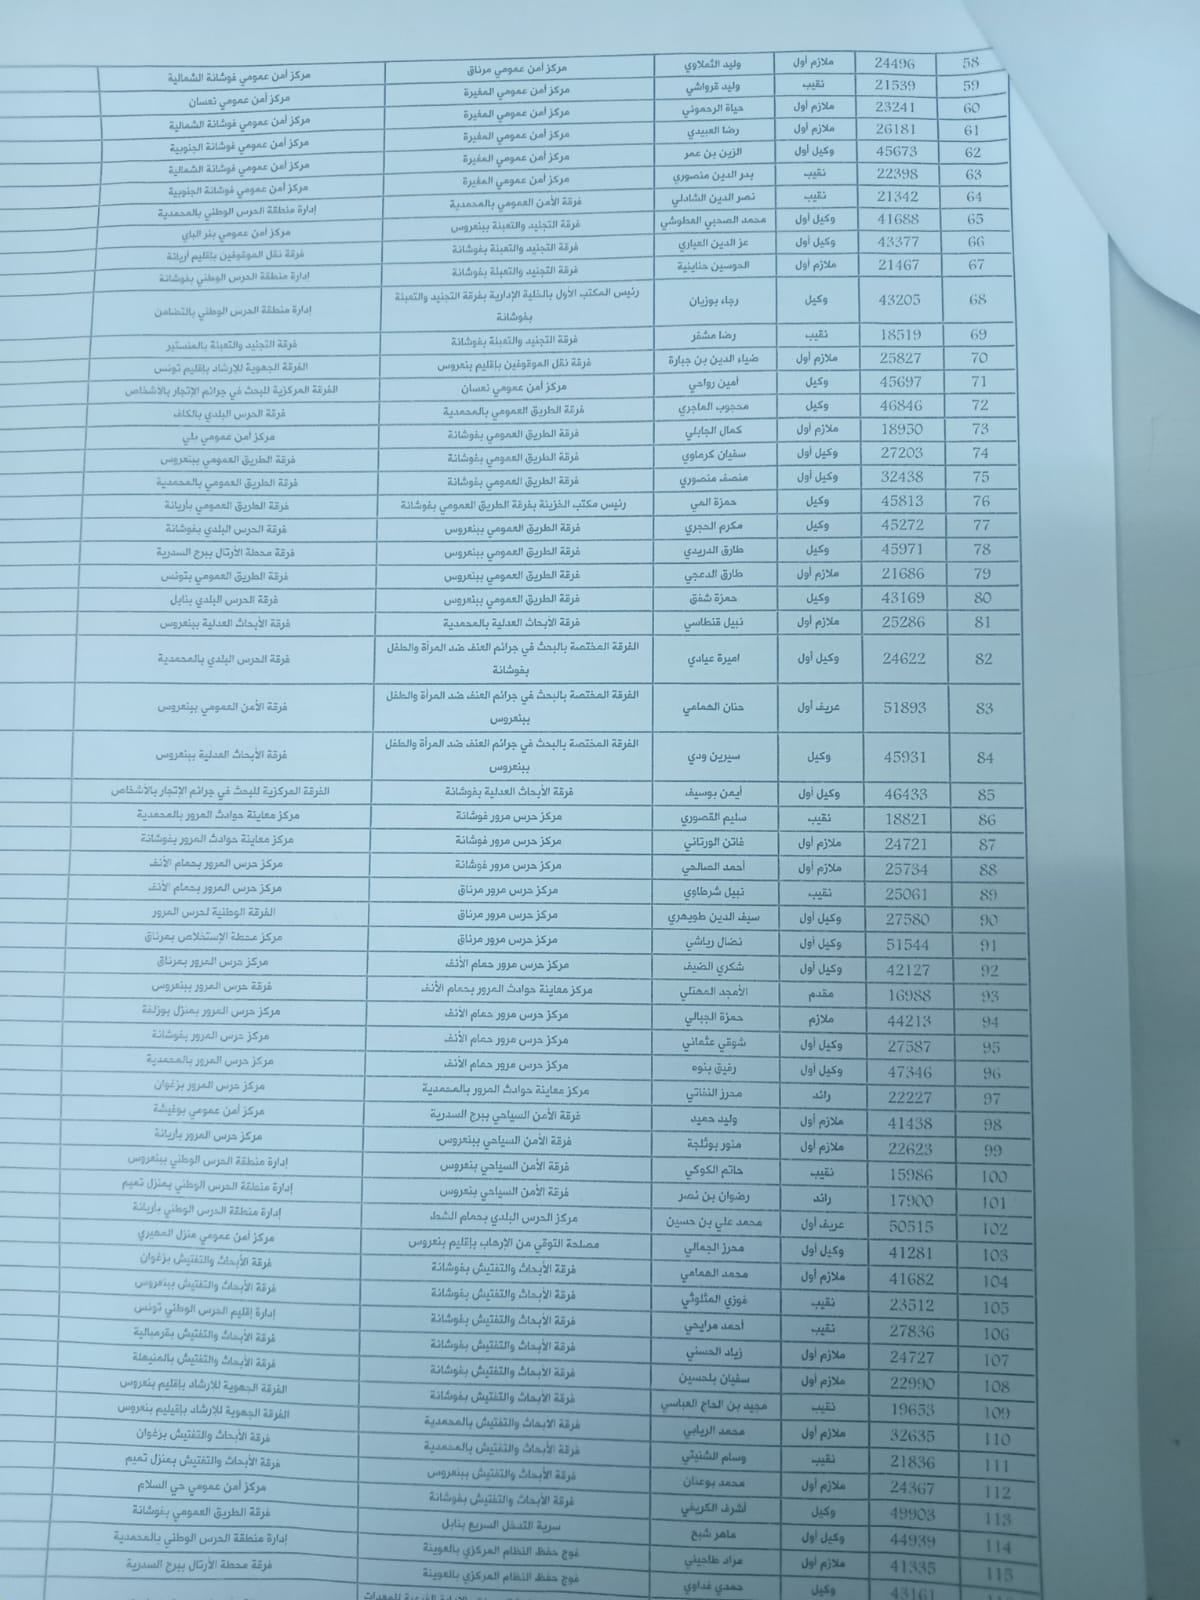 58 24496 ملازم أول وليد الثملاوي مركز أمن عمومي مرناق مركز أمن عمومي فوشانة الشمالية
59 21539 نقيب وليد قرواشي مركز أمن عمومي المغيرة مركز أمن عمومي نعسان
60 23241 ملازم أول حياة الرحموني مركز أمن عمومي المغيرة مركز أمن عمومي فوشانة الشمالية
61 26181 ملازم أول رضا العبيدي مركز أمن عمومي المغيرة مركز أمن عمومي فوشانة الجنوبية
62 45673 وكيل أول الزين بن عمر مركز أمن عمومي المغيرة مركز أمن عمومي فوشانة الشمالية
63 22398 نقيب بدر الدين منصوري مركز أمن عمومي المغيرة مركز أمن عمومي فوشانة الجنوبية
64 21342 نقيب نصر الدين الشادلي فرقة الأمن العمومي بالمحمدية إدارة منطقة الحرس الوطني بالمحمدية
65 41688 وكيل أول محمد الصحبي العطوشي فرقة التجنيد والتعبئة ببنعروس مركز أمن عمومي بئر الباي
66 43377 وكيل أول عز الدين العياري فرقة التجنيد والتعبئة بفوشانة فرقة نقل الموقوفين بإقليم أريانة
67 21467 ملازم أول الحوسين حناينية فرقة التجنيد والتعبئة بفوشانة إدارة منطقة الحرس الوطني بفوشانة
68 43205 وكيل رجاء بوزيان رئيس المكتب الأول بالخلية الإدارية بفرقة التجنيد والتعبئة بفوشانة إدارة منطقة الحرس الوطني بالتضامن
69 18519 نقيب رضا مشفر فرقة التجنيد والتعبئة بفوشانة فرقة التجنيد والتعبئة بالمنستير
70 25827 ملازم أول ضياء الدين بن جبارة فرقة نقل الموقوفين بإقليم بنعروس الفرقة الجهوية للإرشاد بإقليم تونس
71 45697 وكيل أمين رواحي مركز أمن عمومي نعسان الفرقة المركزية للبحث في جرائم الإتجار بالأشخاص
72 46846 وكيل محجوب الماجري فرقة الطريق العمومي بالمحمدية فرقة الحرس البلدي بالكاف
73 18950 ملازم أول كمال الجابلي فرقة الطريق العمومي بفوشانة مركز أمن عمومي بلي
74 27203 وكيل أول سفيان كرماوي فرقة الطريق العمومي بفوشانة فرقة الطريق العمومي ببنعروس
75 32438 وكيل أول منصف منصوري فرقة الطريق العمومي بفوشانة فرقة الطريق العمومي بالمحمدية
76 45813 وكيل حمزة المي رئيس مكتب الخزينة بفرقة الطريق العمومي بفوشانة فرقة الطريق العمومي بأريانة
77 45272 وكيل مكرم الحجري فرقة الطريق العمومي ببنعروس فرقة الحرس البلدي بفوشانة
78 45971 وكيل طارق الدريدي فرقة الطريق العمومي ببنعروس فرقة محطة الأرتال ببرج السدرية
79 21686 ملازم أول طارق الدعجي فرقة الطريق العمومي ببنعروس فرقة الطريق العمومي بتونس
80 43169 وكيل حمزة شفق فرقة الطريق العمومي ببنعروس فرقة الحرس البلدي بنابل
81 25286 ملازم أول نبيل قنطاسي فرقة الأبحاث العدلية بالمحمدية فرقة الأبحاث العدلية ببنعروس
82 24622 وكيل أول اميرة عيادي الفرقة المختصة بالبحث في جرائم العنف ضد المرأة والطفل بفوشانة فرقة الحرس البلدي بالمحمدية
83 51893 عريف أول حنان الهمامي الفرقة المختصة بالبحث في جرائم العنف ضد المرأة والطفل ببنعروس فرقة الأمن العمومي ببنعروس
84 45931 وكيل سيرين ودي الفرقة المختصة بالبحث في جرائم العنف ضد المرأة والطفل ببنعروس فرقة الأبحاث العدلية ببنعروس
85 46433 وكيل أول أيمن بوسيف فرقة الأبحاث العدلية بفوشانة الفرقة المركزية للبحث في جرائم الإتجار بالأشخاص
86 18821 نقيب سليم القصوري مركز حرس مرور فوشانة مركز معاينة حوادث المرور بالمحمدية
87 24721 ملازم أول فاتن الورتاني مركز حرس مرور فوشانة مركز معاينة حوادث المرور بفوشانة
88 25734 ملازم أول أحمد الصالحي مركز حرس مرور فوشانة مركز حرس المرور بحمام الأنف
89 25061 نقيب نبيل شرطاوي مركز حرس مرور مرناق مركز حرس المرور بحمام الأنف
90 27580 وكيل أول سيف الدين طويهري مركز حرس مرور مرناق الفرقة الوطنية لحرس المرور
91 51544 وكيل أول نضال رياشي مركز حرس مرور مرناق مركز محطة الإستخلاص بمرناق
92 42127 وكيل أول شكري الضيف مركز حرس مرور حمام الأنف مركز حرس المرور بمرناق
93 16988 مقدم الأمجد المهتلي مركز معاينة حوادث المرور بحمام الأنف فرقة حرس المرور ببنعروس
94 44213 ملازم حمزة الجبالي مركز حرس مرور حمام الأنف مركز حرس المرور بمنزل بوزلفة
95 27587 وكيل أول شوقي عثماني مركز حرس مرور حمام الأنف مركز حرس المرور بفوشانة
96 47346 وكيل أول رفيق بنوه مركز حرس مرور حمام الأنف مركز حرس المرور بالمحمدية
97 22227 رائد محرز النفاتي مركز معاينة حوادث المرور بالمحمدية مركز حرس المرور بزغوان
98 41438 ملازم أول وليد حميد فرقة الأمن السياحي ببرج السدرية مركز أمن عمومي بوفيشة
99 22623 ملازم أول منور بوثلجة فرقة الأمن السياحي ببنعروس مركز حرس المرور بأريانة
100 15986 نقيب حاتم الكوكي فرقة الأمن السياحي بنعروس إدارة منطقة الحرس الوطني ببنعروس
101 17900 رائد رضوان بن نصر فرقة الأمن السياحي بنعروس إدارة منطقة الحرس الوطني بمنزل تميم
102 50515 عريف أول محمد علي بن حسين مركز الحرس البلدي بحمام الشط إدارة منطقة الحرس الوطني بأريانة
103 41281 وكيل أول محرز الجمالي مصلحة التوقي من الإرهاب بإقليم بنعروس مركز أمن عمومي منزل المهيري
104 41682 ملازم أول محمد الهمامي فرقة الأبحاث والتفتيش بفوشانة فرقة الأبحاث والتفتيش بزغوان
105 23512 نقيب فوزي المثلوثي فرقة الأبحاث والتفتيش بفوشانة فرقة الأبحاث والتفتيش ببنعروس
106 27836 نقيب أحمد مرايحي فرقة الأبحاث والتفتيش بفوشانة إدارة إقليم الحرس الوطني تونس
107 24727 ملازم أول زياد الحسني فرقة الأبحاث والتفتيش بفوشانة فرقة الأبحاث والتفتيش بقرمبالية
108 22990 ملازم أول سفيان بلحسين فرقة الأبحاث والتفتيش بفوشانة فرقة الأبحاث والتفتيش بالمنيهلة
109 19653 نقيب مجيد بن الحاج العباسي فرقة الأبحاث والتفتيش بفوشانة الفرقة الجهوية للإرشاد بإقليم بنعروس
110 32635 ملازم أول محمد الريابي فرقة الأبحاث والتفتيش بالمحمدية الفرقة الجهوية للإرشاد بإقيليم بنعروس
111 21836 نقيب وسام الشنيتي فرقة الأبحاث والتفتيش بالمحمدية فرقة الأبحاث والتفتيش بزغوان
112 24367 ملازم أول محمد بوعنان فرقة الأبحاث والتفتيش ببنعروس فرقة الأبحاث والتفتيش بمنزل تميم
113 49903 وكيل أشرف الكريفي فرقة الأبحاث والتفتيش بفوشانة مركز أمن عمومي حي السلام
114 44939 وكيل أول ماهر شيخ سرية التدخل السريع بنابل فرقة الطريق العمومي بفوشانة
115 41335 ملازم أول مراد طاجيني فوج حفظ النظام المركزي بالعوينة إدارة منطقة الحرس الوطني بالمحمدية
43161 وكيل حمدي غداوي فوج حفظ النظام المركزي بالعوينة فرقة محطة الأرتال ببرج السدرية